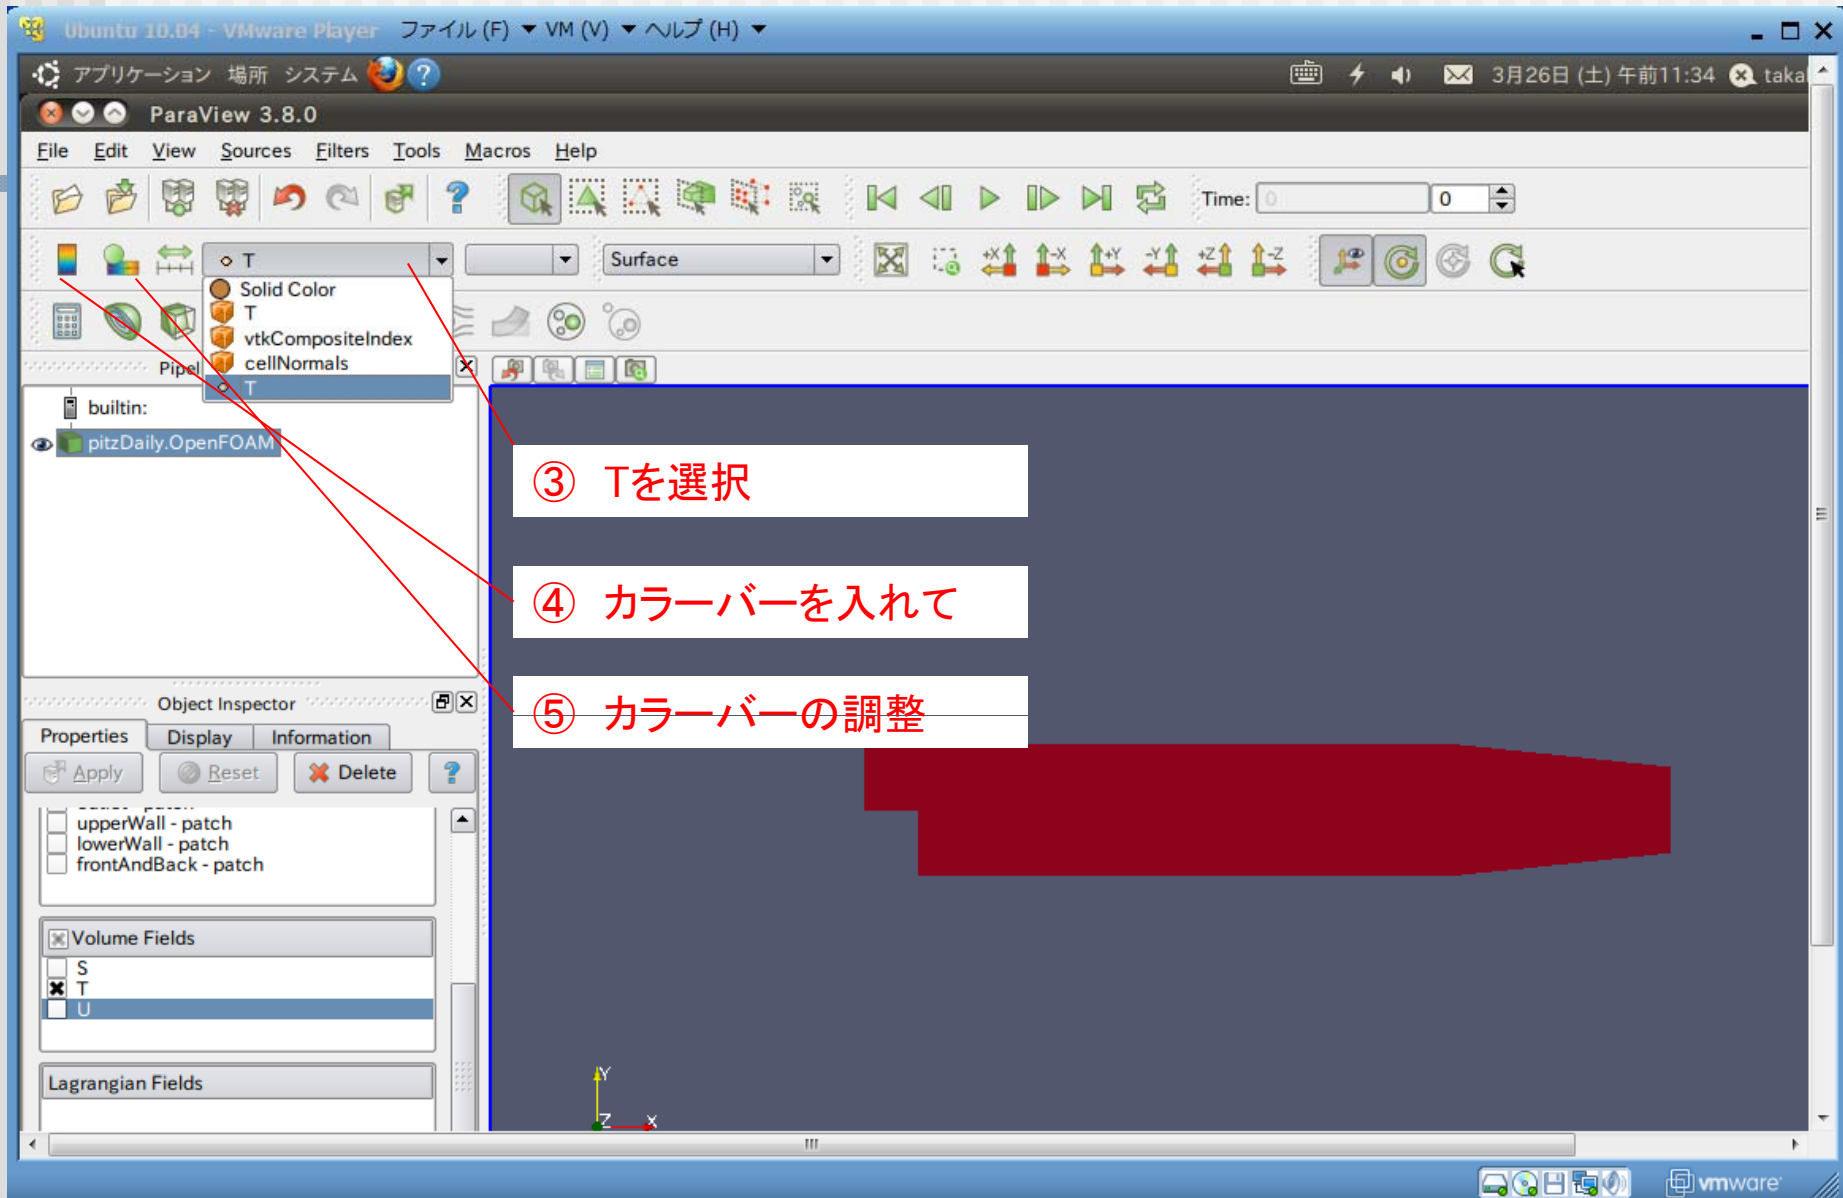 Ubuntu 10.04 - VMware Player ファイル (F) VM (V) ヘルプ (H)
アプリケーション 場所 システム 3月26日 (土) 午前11:34 taka
ParaView 3.8.0
File Edit View Sources Filters Tools Macros Help
Time: 0 0
T Surface
+X -X +Y -Y +Z -Z
Solid Color
T
vtkCompositeIndex
cellNormals
T
Pipel
builtin:
pitzDaily.OpenFOAM
③ Tを選択
④ カラーバーを入れて
⑤ カラーバーの調整
Object Inspector
Properties Display Information
Apply Reset Delete
upperWall - patch
lowerWall - patch
frontAndBack - patch
Volume Fields
S
T
U
Lagrangian Fields
Y
Z X
vmware